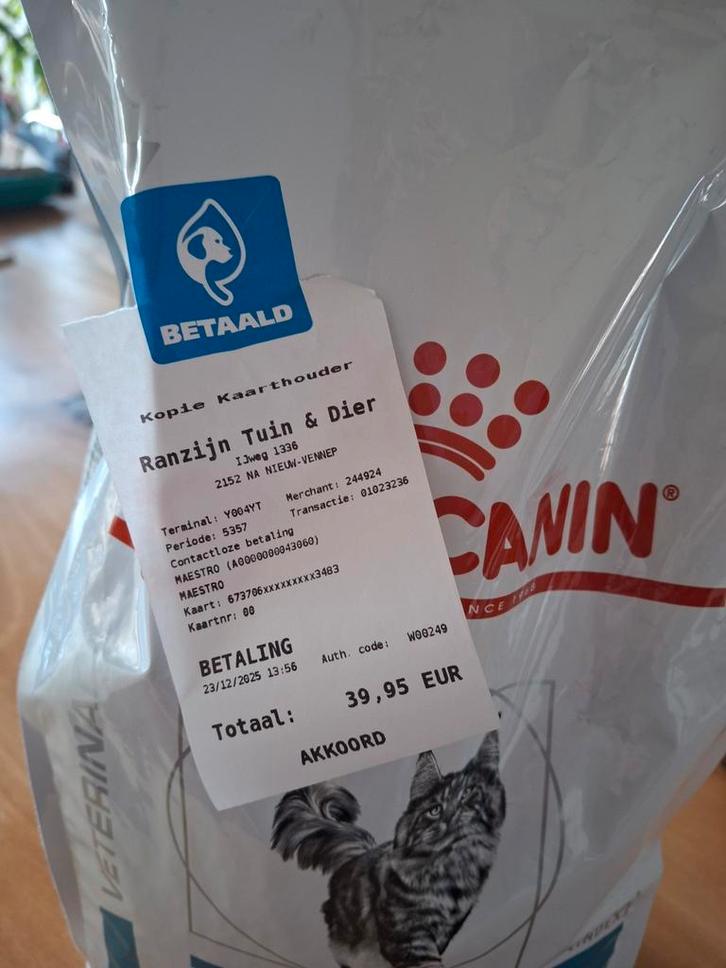 BETAALD
Kopie Kaarthouder
Ranzijn Tuin & Dier
IJweg 1336
2152 NA NIEUW-VENNEP
Terminal: Y004YT Merchant: 244924
Periode: 5357 Transactie: 01023236
Contactloze betaling
MAESTRO (A0000000043060)
MAESTRO
Kaart: 673706xxxxxxxxx3483
Kaartnr: 00
BETALING
23/12/2025 13:56 Auth. code: W00249
Totaal: 39,95 EUR
AKKOORD
CANIN®
NCE 1968
VETERINA